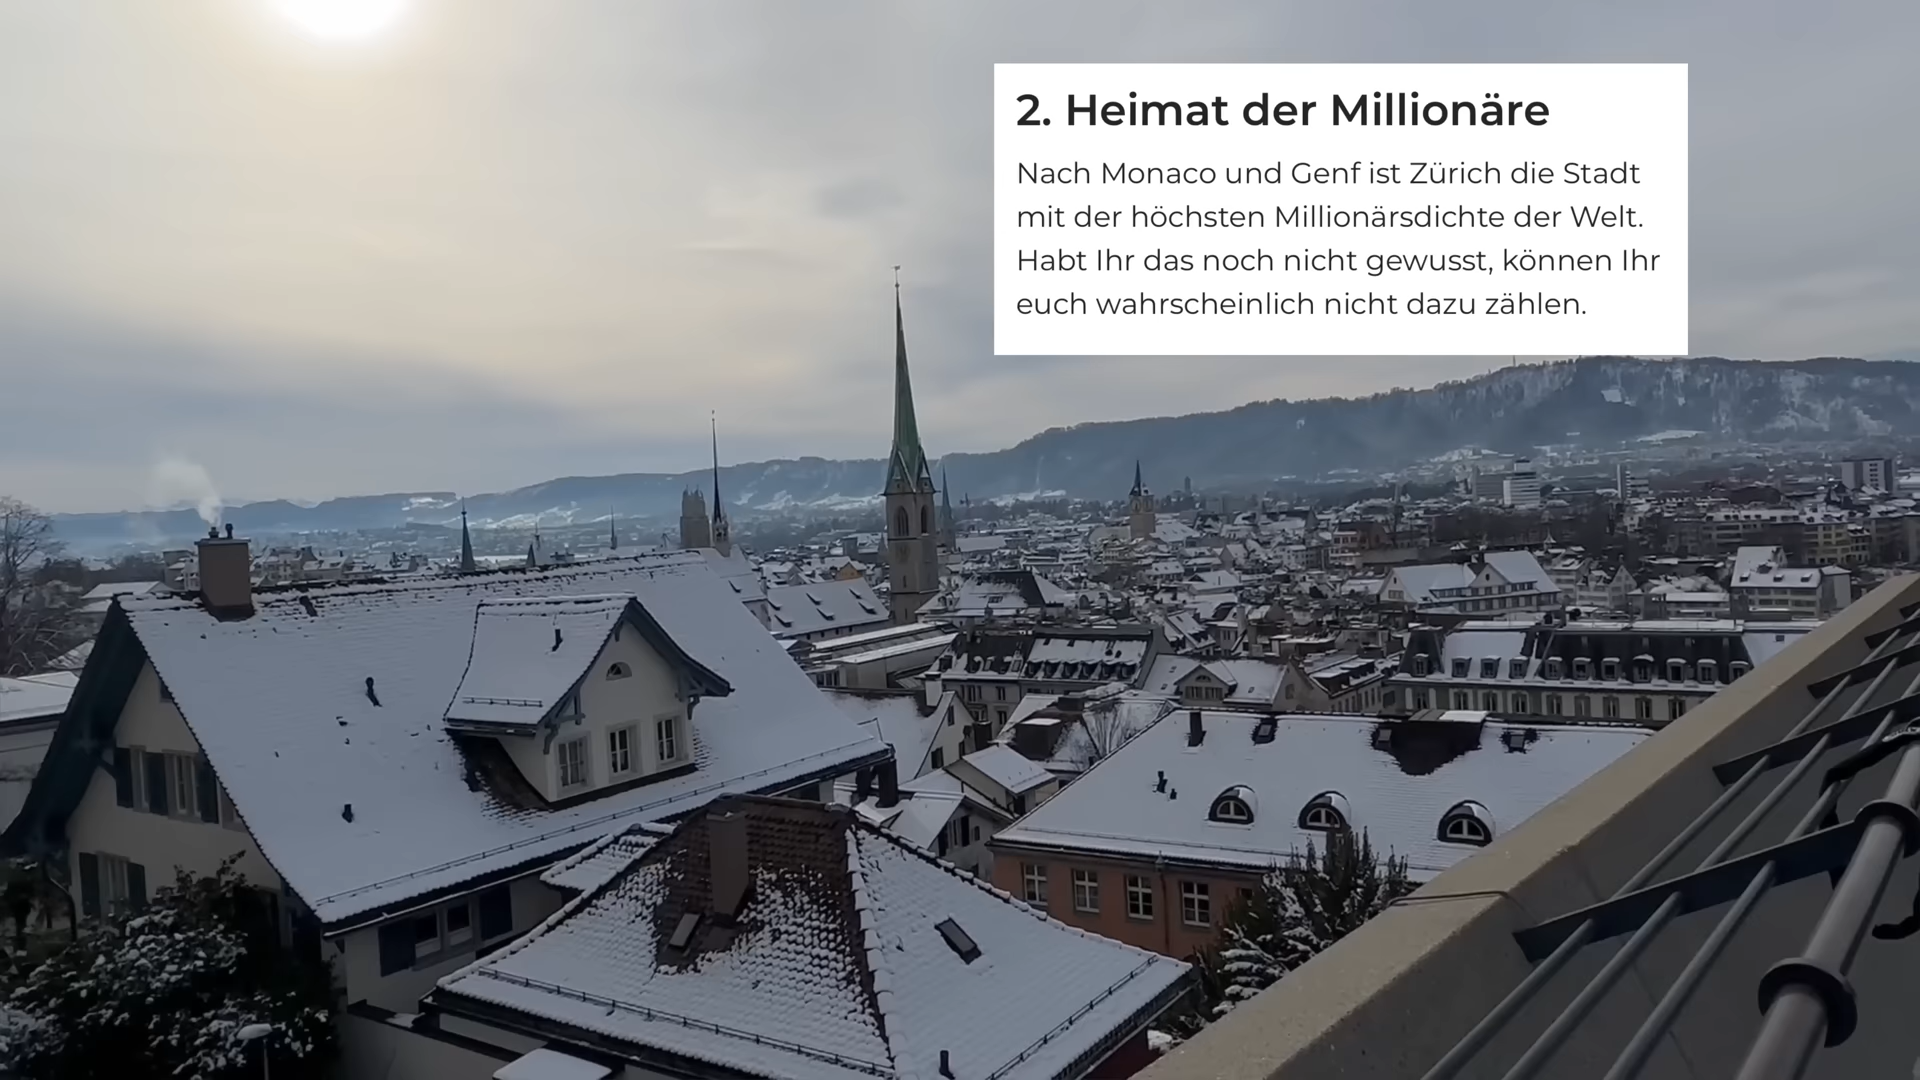 2. Heimat der Millionäre
Nach Monaco und Genf ist Zürich die Stadt
mit der höchsten Millionärsdichte der Welt.
Habt Ihr das noch nicht gewusst, können Ihr
euch wahrscheinlich nicht dazu zählen.